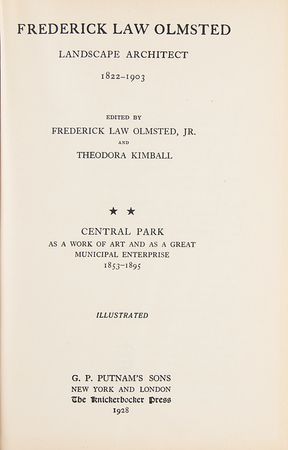 FREDERICK LAW OLMSTED
LANDSCAPE ARCHITECT
1822–1903
EDITED BY
FREDERICK LAW OLMSTED, JR.
AND
THEODORA KIMBALL
★ ★
CENTRAL PARK
AS A WORK OF ART AND AS A GREAT
MUNICIPAL ENTERPRISE
1853–1895
ILLUSTRATED
G. P. PUTNAM'S SONS
NEW YORK AND LONDON
The Knickerbocker Press
1928